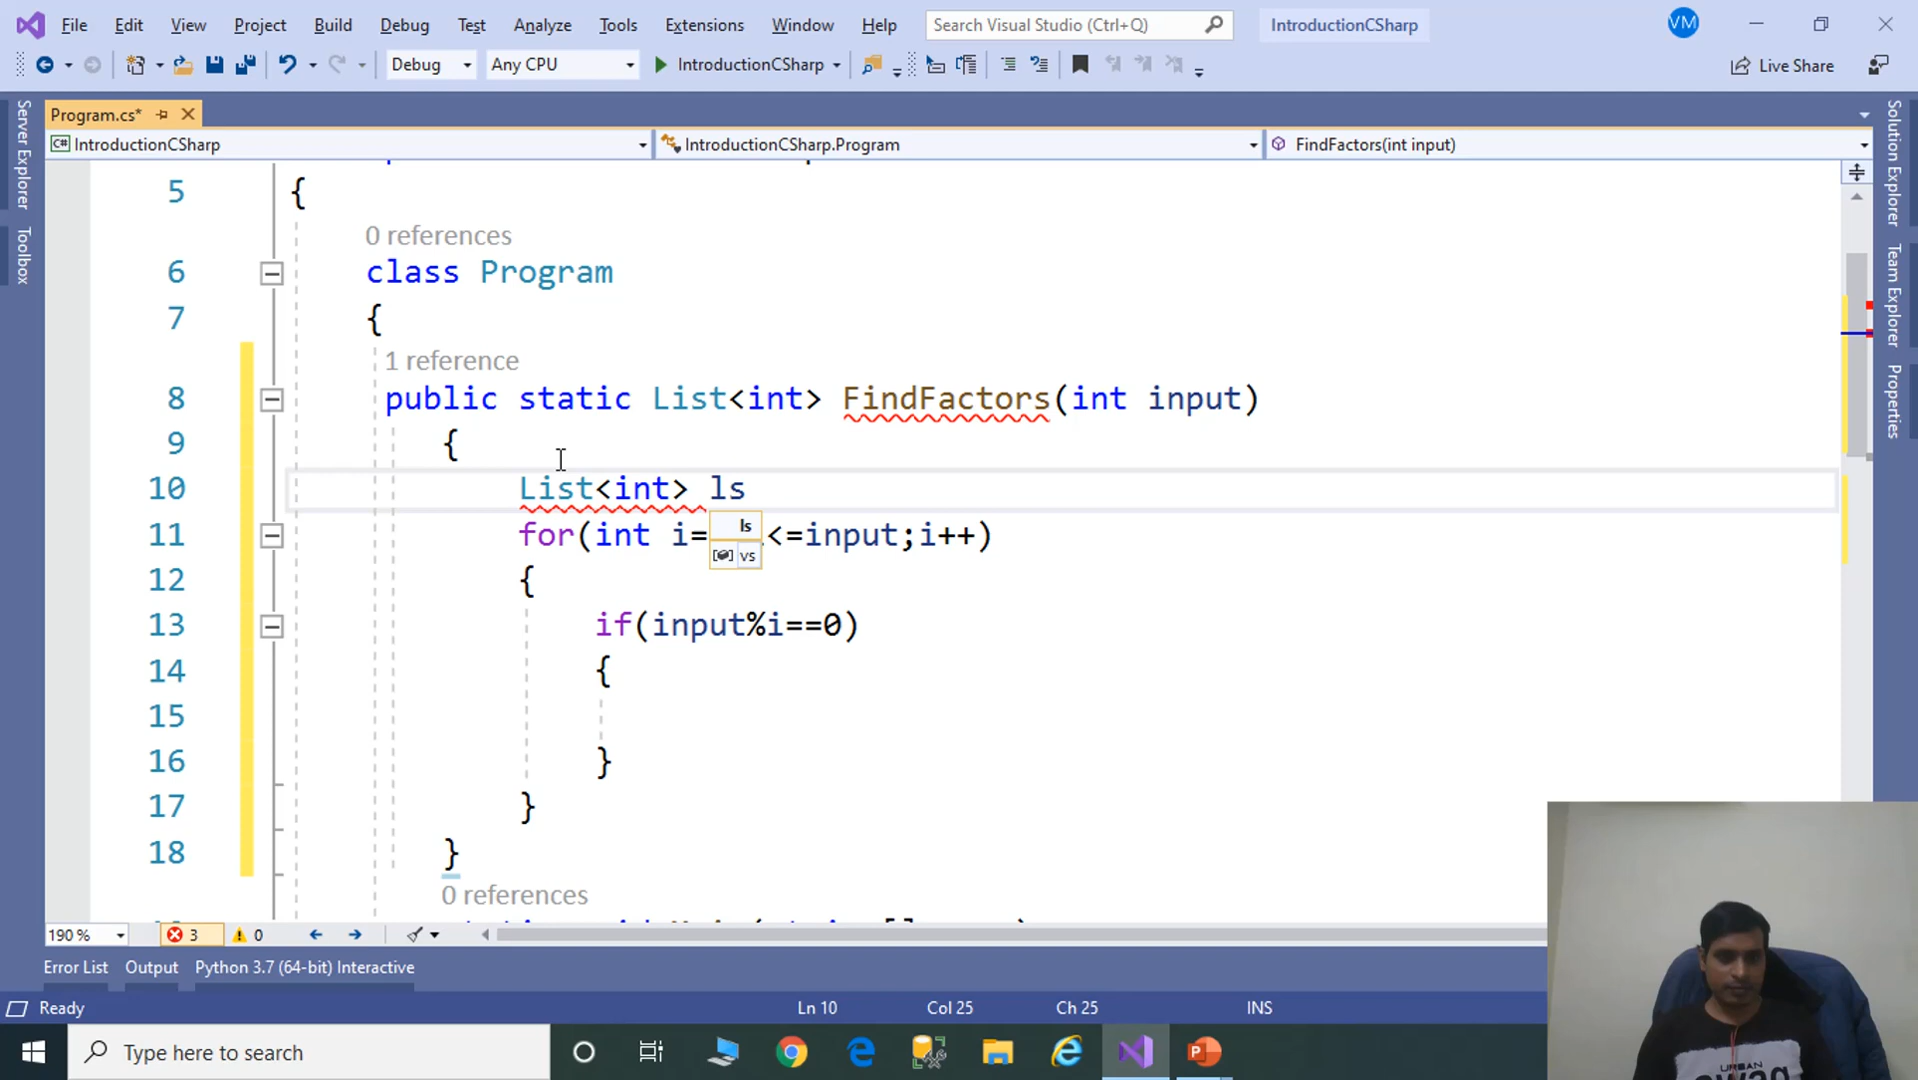 File Edit View Project Build Debug Test Analyze Tools Extensions Window Help Search Visual Studio (Ctrl+Q) IntroductionCSharp VM
Debug Any CPU IntroductionCSharp Live Share
Program.cs*
IntroductionCSharp IntroductionCSharp.Program FindFactors(int input)
Server Explorer
Toolbox
Solution Explorer
Team Explorer
Properties
5 {
0 references
6 class Program
7 {
1 reference
8 public static List<int> FindFactors(int input)
9 {
10 List<int> ls
ls
vs
11 for(int i= <=input;i++)
12 {
13 if(input%i==0)
14 {
15
16 }
17 }
18 }
0 references
190 % 3 0
Error List Output Python 3.7 (64-bit) Interactive
Ready Ln 10 Col 25 Ch 25 INS
Type here to search
URBAN